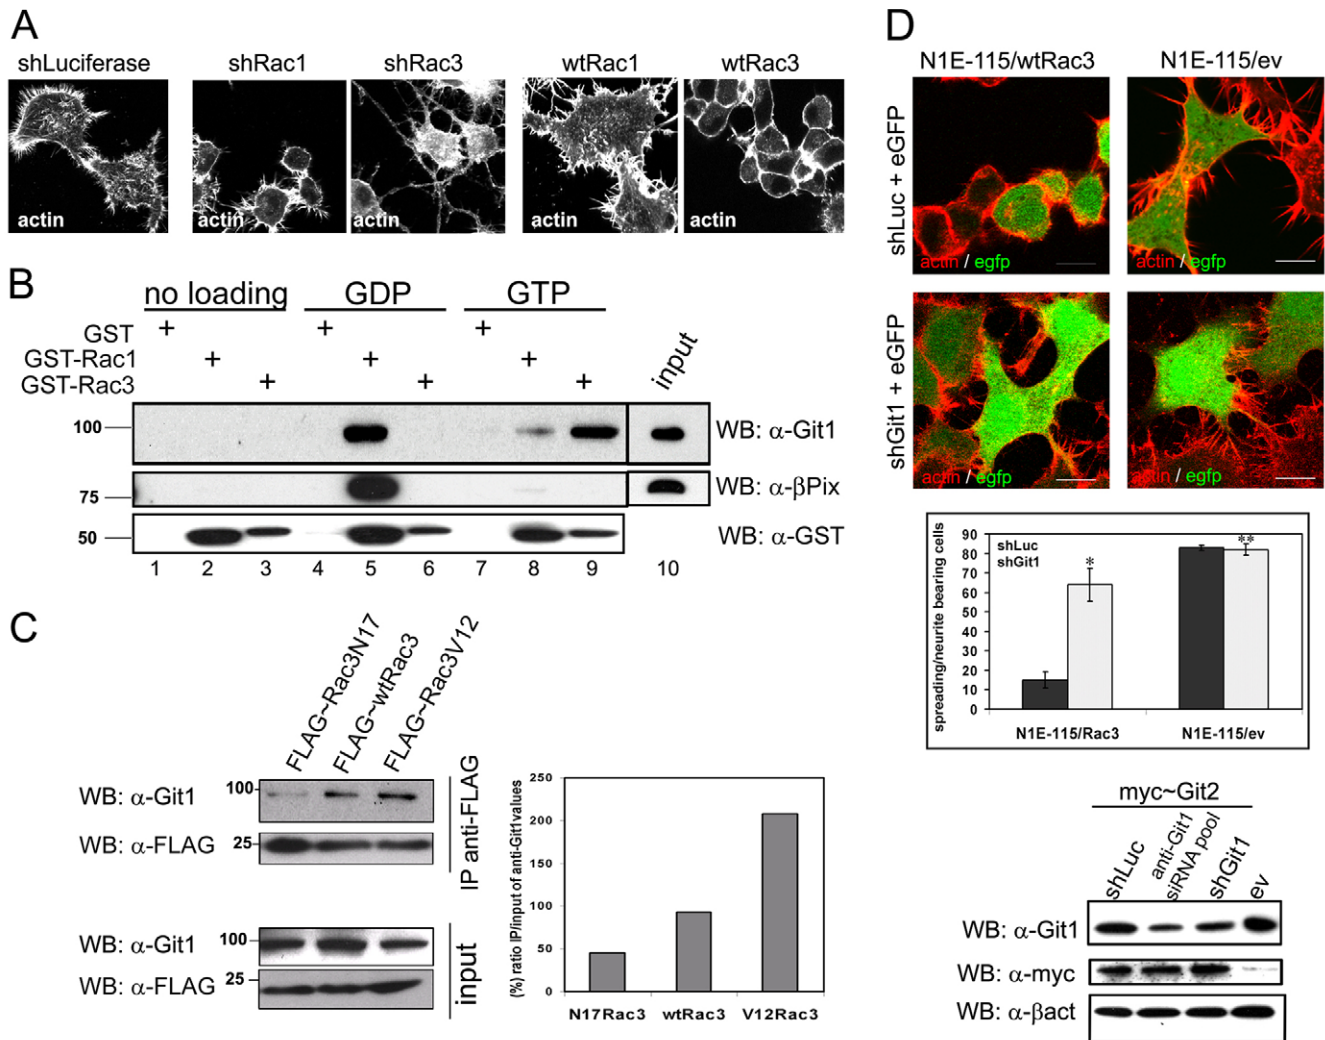 A
shLuciferase
shRac1
shRac3
wtRac1
wtRac3
actin
actin
actin
actin
actin
B
no loading
GDP
GTP
GST + + +
GST-Rac1 + + +
GST-Rac3 + + +
input
100
WB: α-Git1
75
WB: α-βPix
50
WB: α-GST
1 2 3 4 5 6 7 8 9 10
C
FLAG~Rac3N17
FLAG~wtRac3
FLAG~Rac3V12
WB: α-Git1
100
WB: α-FLAG
25
IP anti-FLAG
WB: α-Git1
100
WB: α-FLAG
25
input
(%) ratio IP/input of anti-Git1values
250
200
150
100
50
0
N17Rac3
wtRac3
V12Rac3
D
N1E-115/wtRac3
N1E-115/ev
shLuc + eGFP
actin / egfp
actin / egfp
shGit1 + eGFP
actin / egfp
actin / egfp
spreading/neurite bearing cells
90
80
70
60
50
40
30
20
10
0
shLuc
shGit1
*
**
N1E-115/Rac3
N1E-115/ev
myc~Git2
shLuc
anti-Git1
siRNA pool
shGit1
ev
WB: α-Git1
WB: α-myc
WB: α-βact